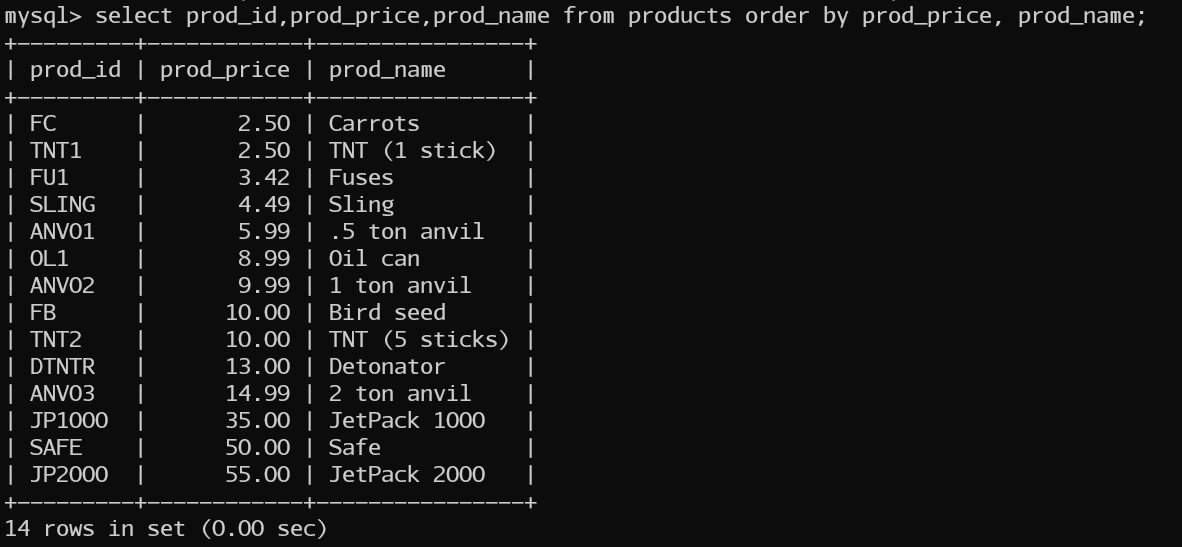 mysql> select prod_id,prod_price,prod_name from products order by prod_price, prod_name;
+---------+------------+----------------+
| prod_id | prod_price | prod_name      |
+---------+------------+----------------+
| FC      |       2.50 | Carrots        |
| TNT1    |       2.50 | TNT (1 stick)  |
| FU1     |       3.42 | Fuses          |
| SLING   |       4.49 | Sling          |
| ANV01   |       5.99 | .5 ton anvil   |
| OL1     |       8.99 | Oil can        |
| ANV02   |       9.99 | 1 ton anvil    |
| FB      |      10.00 | Bird seed      |
| TNT2    |      10.00 | TNT (5 sticks) |
| DTNTR   |      13.00 | Detonator      |
| ANV03   |      14.99 | 2 ton anvil    |
| JP1000  |      35.00 | JetPack 1000   |
| SAFE    |      50.00 | Safe           |
| JP2000  |      55.00 | JetPack 2000   |
+---------+------------+----------------+
14 rows in set (0.00 sec)